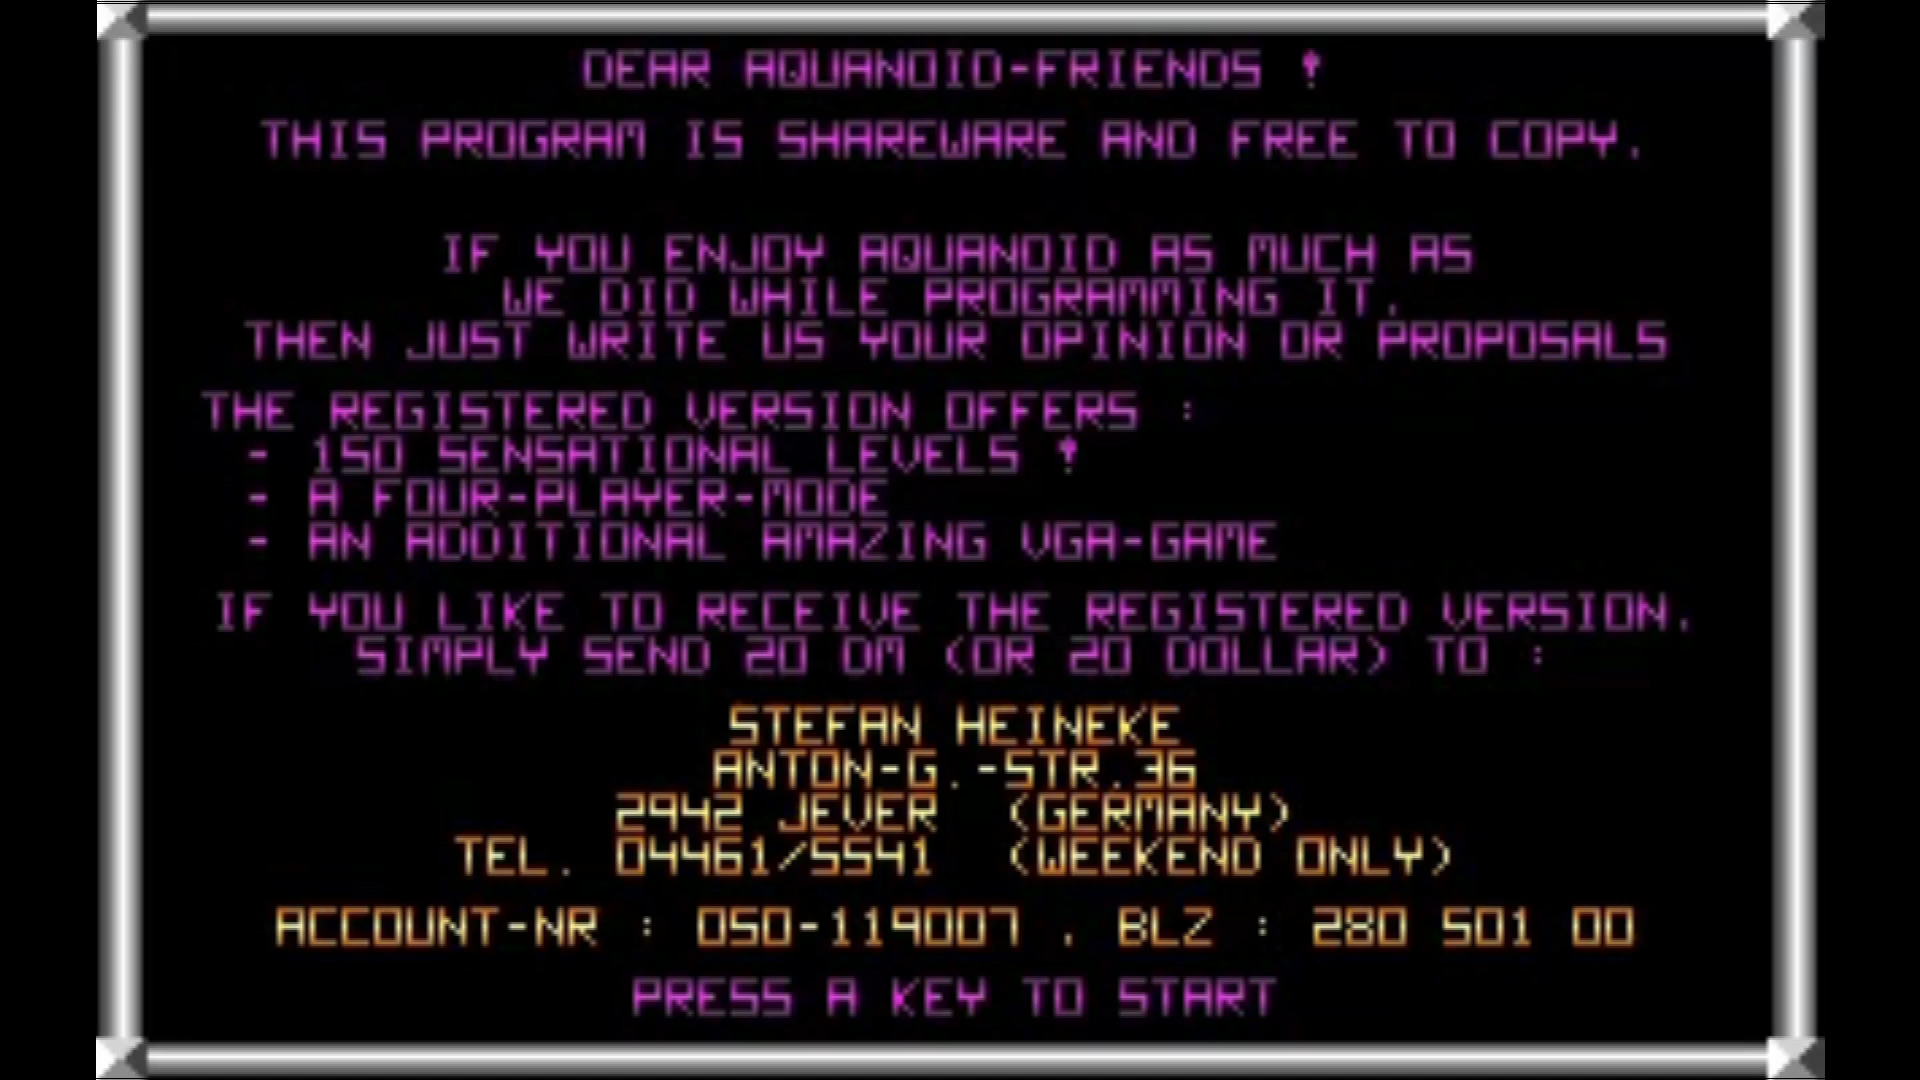 DEAR AQUANOID-FRIENDS !
THIS PROGRAM IS SHAREWARE AND FREE TO COPY.
IF YOU ENJOY AQUANOID AS MUCH AS
WE DID WHILE PROGRAMMING IT,
THEN JUST WRITE US YOUR OPINION OR PROPOSALS
THE REGISTERED VERSION OFFERS :
- 150 SENSATIONAL LEVELS !
- A FOUR-PLAYER-MODE
- AN ADDITIONAL AMAZING VGA-GAME
IF YOU LIKE TO RECEIVE THE REGISTERED VERSION,
SIMPLY SEND 20 DM (OR 20 DOLLAR) TO :
STEFAN HEINEKE
ANTON-G.-STR.36
2942 JEVER (GERMANY)
TEL. 04461/5541 (WEEKEND ONLY)
ACCOUNT-NR : 050-119007 , BLZ : 280 501 00
PRESS A KEY TO START